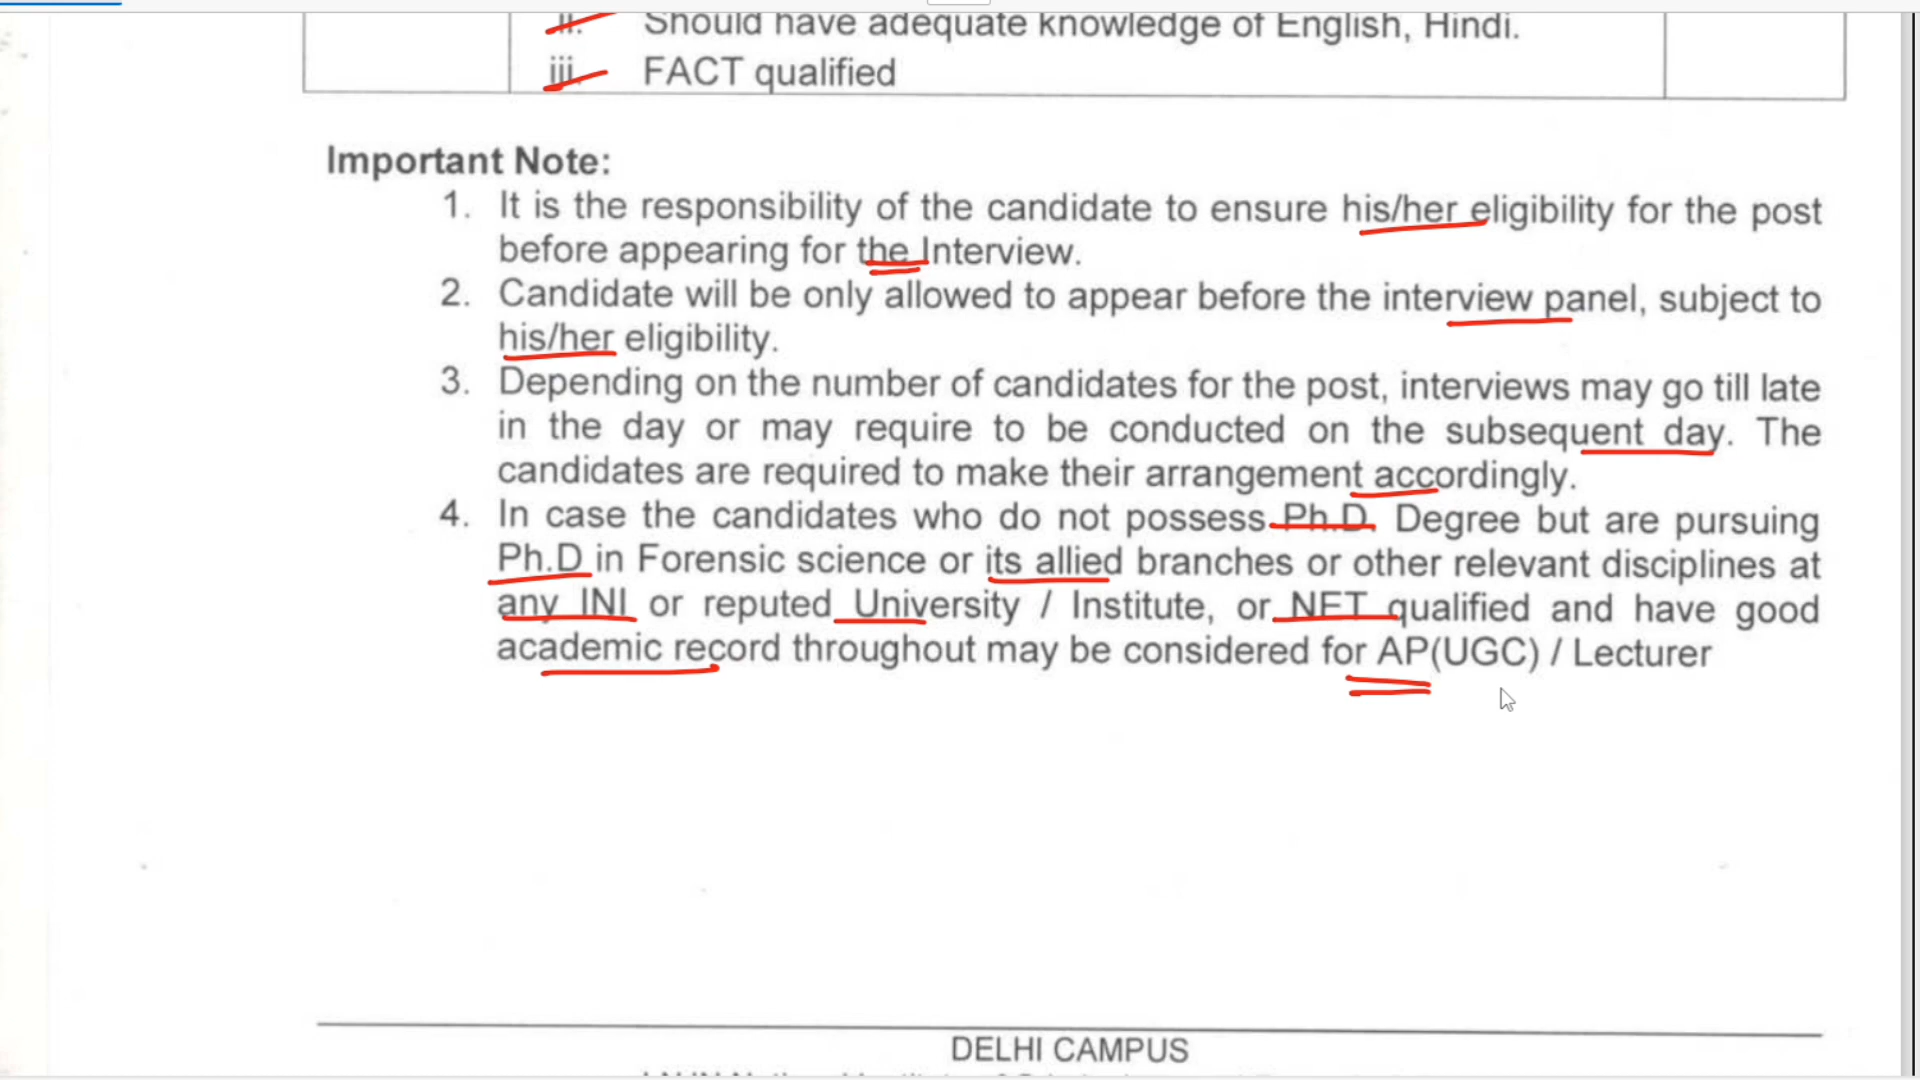 ii. Should have adequate knowledge of English, Hindi.
iii. FACT qualified
Important Note:
1. It is the responsibility of the candidate to ensure his/her eligibility for the post
before appearing for the Interview.
2. Candidate will be only allowed to appear before the interview panel, subject to
his/her eligibility.
3. Depending on the number of candidates for the post, interviews may go till late
in the day or may require to be conducted on the subsequent day. The
candidates are required to make their arrangement accordingly.
4. In case the candidates who do not possess Ph.D. Degree but are pursuing
Ph.D in Forensic science or its allied branches or other relevant disciplines at
any INI or reputed University / Institute, or NET qualified and have good
academic record throughout may be considered for AP(UGC) / Lecturer
DELHI CAMPUS